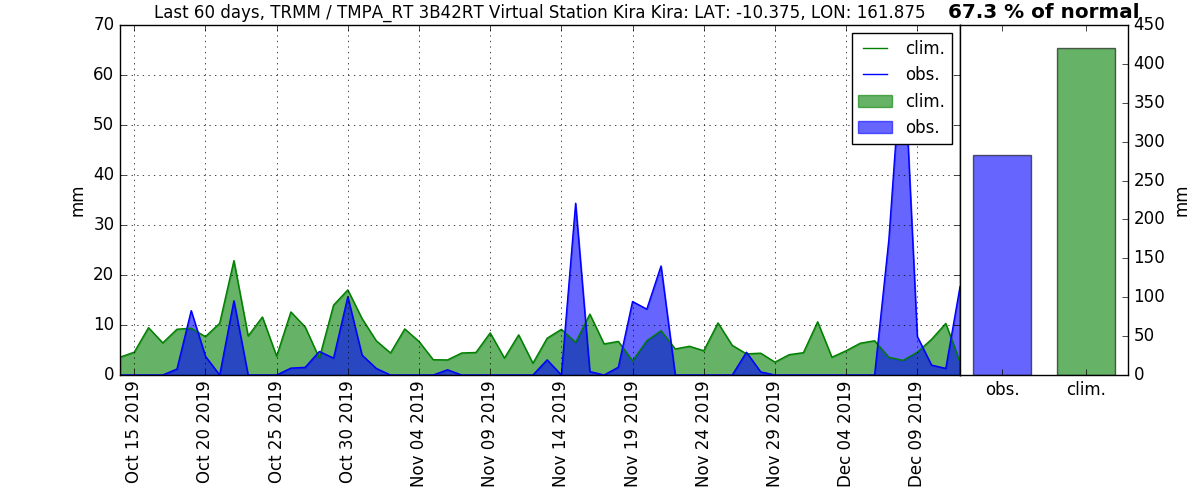 Last 60 days, TRMM / TMPA_RT 3B42RT Virtual Station Kira Kira: LAT: -10.375, LON: 161.875
67.3 % of normal
70
60
50
40
30
20
10
0
mm
clim.
obs.
clim.
obs.
450
400
350
300
250
200
150
100
50
0
mm
Oct 15 2019
Oct 20 2019
Oct 25 2019
Oct 30 2019
Nov 04 2019
Nov 09 2019
Nov 14 2019
Nov 19 2019
Nov 24 2019
Nov 29 2019
Dec 04 2019
Dec 09 2019
obs.
clim.